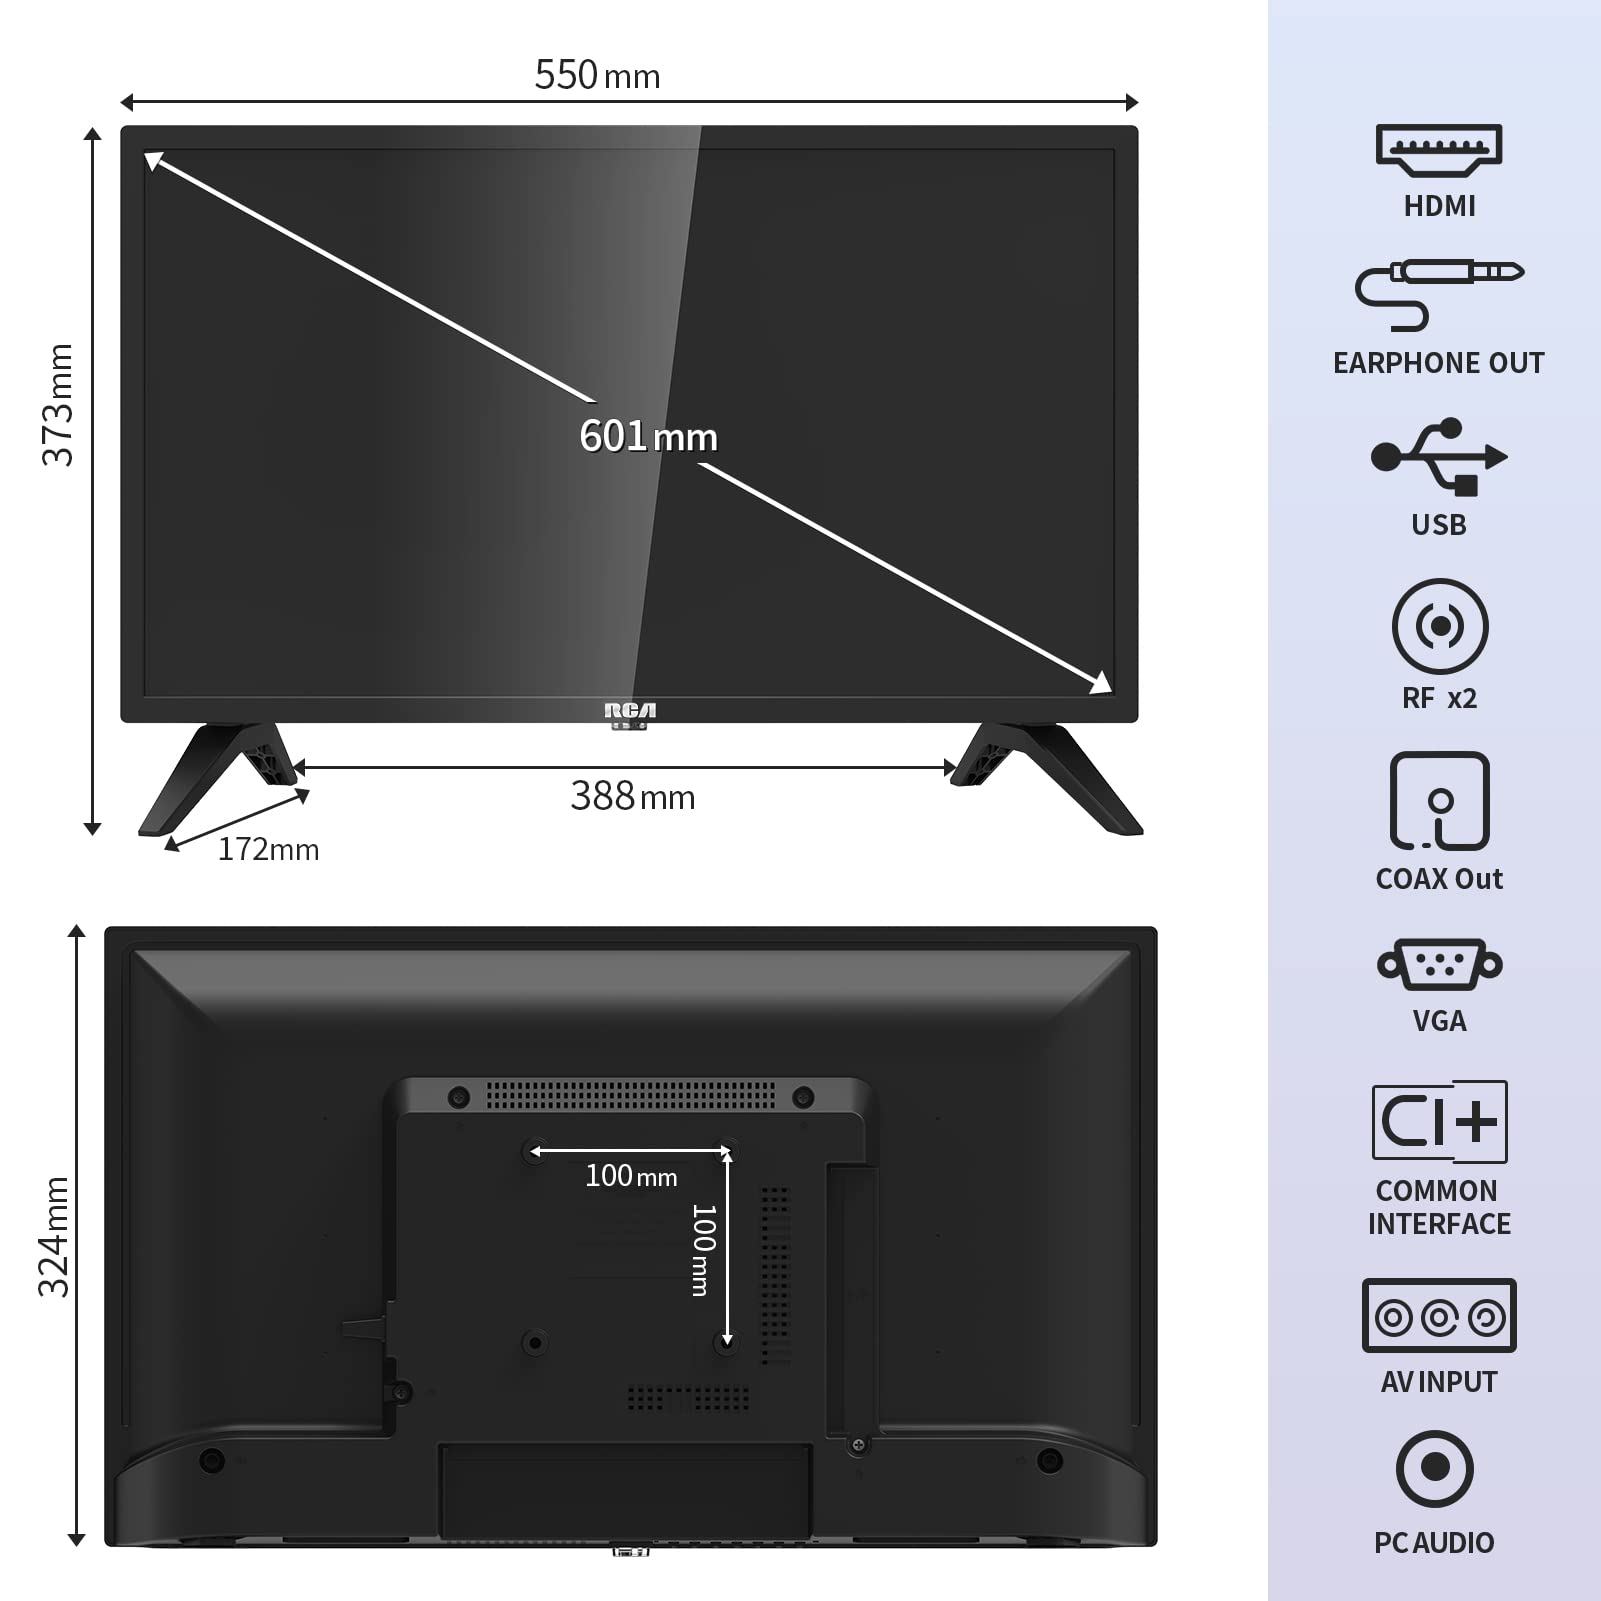 550mm
373mm
601mm
RCA
388mm
172mm
324mm
100mm
100mm
HDMI
EARPHONE OUT
USB
RF x2
COAX Out
VGA
CI+
COMMON
INTERFACE
AV INPUT
PC AUDIO